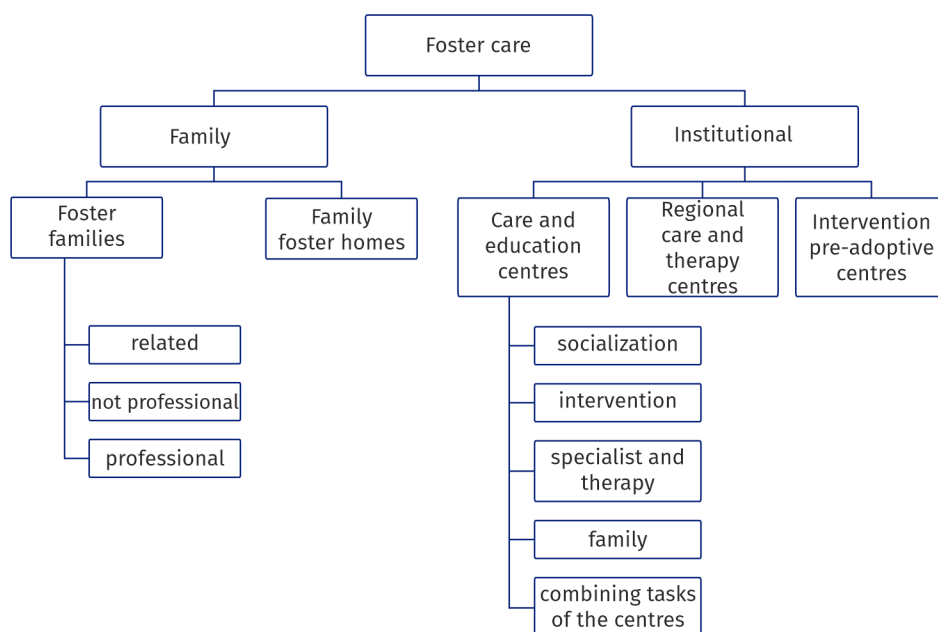 Foster care
Family
Institutional
Foster
families
Family
foster homes
Care and
education
centres
Regional
care and
therapy
centres
Intervention
pre-adoptive
centres
related
not professional
professional
socialization
intervention
specialist and
therapy
family
combining tasks
of the centres